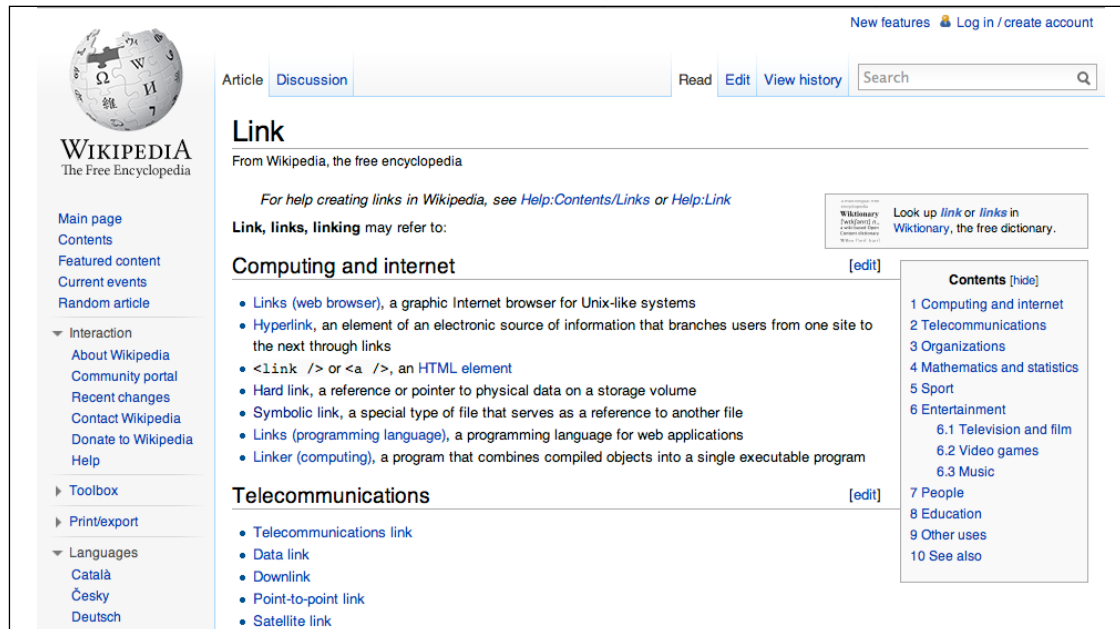 New features Log in / create account
Article Discussion Read Edit View history Search
WIKIPEDIA
The Free Encyclopedia
Main page
Contents
Featured content
Current events
Random article
Interaction
About Wikipedia
Community portal
Recent changes
Contact Wikipedia
Donate to Wikipedia
Help
Toolbox
Print/export
Languages
Català
Česky
Deutsch
Link
From Wikipedia, the free encyclopedia
For help creating links in Wikipedia, see Help:Contents/Links or Help:Link
Link, links, linking may refer to:
Wiktionary
Look up link or links in
Wiktionary, the free dictionary.
Computing and internet [edit]
• Links (web browser), a graphic Internet browser for Unix-like systems
• Hyperlink, an element of an electronic source of information that branches users from one site to
the next through links
• <link /> or <a />, an HTML element
• Hard link, a reference or pointer to physical data on a storage volume
• Symbolic link, a special type of file that serves as a reference to another file
• Links (programming language), a programming language for web applications
• Linker (computing), a program that combines compiled objects into a single executable program
Telecommunications [edit]
• Telecommunications link
• Data link
• Downlink
• Point-to-point link
• Satellite link
Contents [hide]
1 Computing and internet
2 Telecommunications
3 Organizations
4 Mathematics and statistics
5 Sport
6 Entertainment
6.1 Television and film
6.2 Video games
6.3 Music
7 People
8 Education
9 Other uses
10 See also